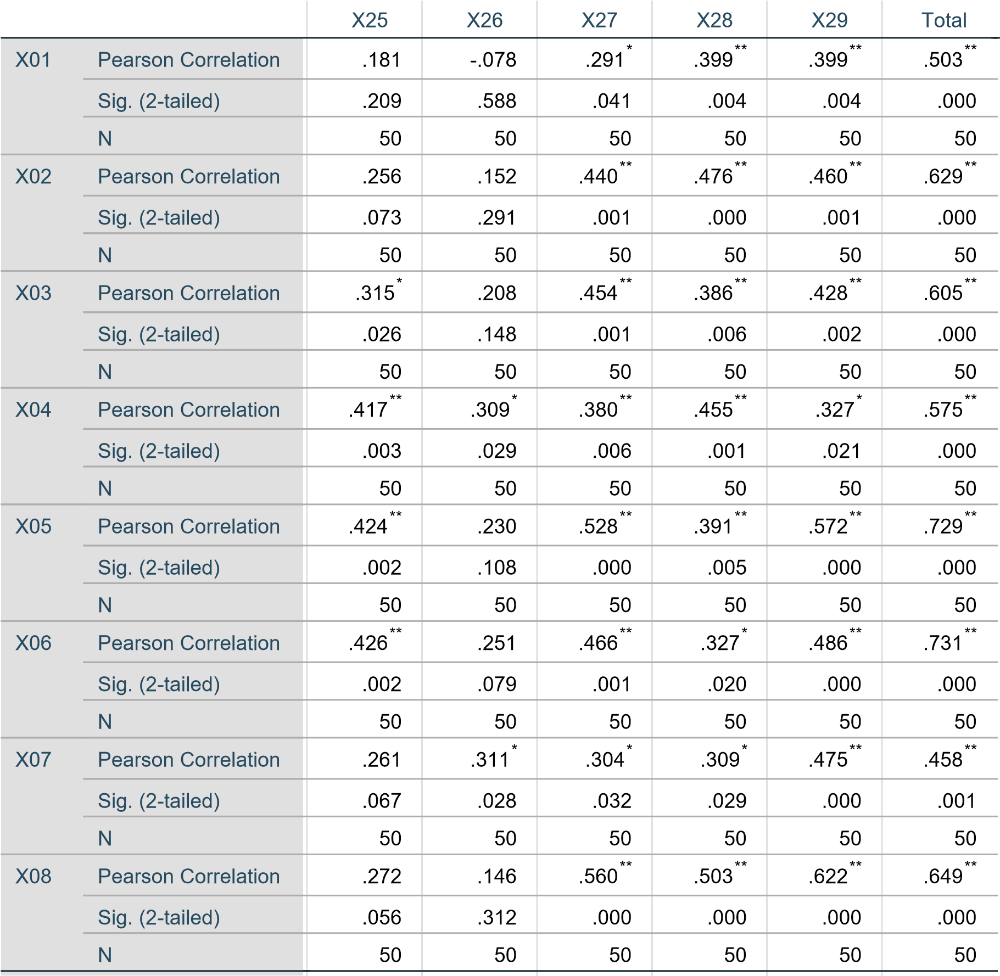 X25 X26 X27 X28 X29 Total
X01 Pearson Correlation .181 -.078 .291* .399** .399** .503**
Sig. (2-tailed) .209 .588 .041 .004 .004 .000
N 50 50 50 50 50 50
X02 Pearson Correlation .256 .152 .440** .476** .460** .629**
Sig. (2-tailed) .073 .291 .001 .000 .001 .000
N 50 50 50 50 50 50
X03 Pearson Correlation .315* .208 .454** .386** .428** .605**
Sig. (2-tailed) .026 .148 .001 .006 .002 .000
N 50 50 50 50 50 50
X04 Pearson Correlation .417** .309* .380** .455** .327* .575**
Sig. (2-tailed) .003 .029 .006 .001 .021 .000
N 50 50 50 50 50 50
X05 Pearson Correlation .424** .230 .528** .391** .572** .729**
Sig. (2-tailed) .002 .108 .000 .005 .000 .000
N 50 50 50 50 50 50
X06 Pearson Correlation .426** .251 .466** .327* .486** .731**
Sig. (2-tailed) .002 .079 .001 .020 .000 .000
N 50 50 50 50 50 50
X07 Pearson Correlation .261 .311* .304* .309* .475** .458**
Sig. (2-tailed) .067 .028 .032 .029 .000 .001
N 50 50 50 50 50 50
X08 Pearson Correlation .272 .146 .560** .503** .622** .649**
Sig. (2-tailed) .056 .312 .000 .000 .000 .000
N 50 50 50 50 50 50